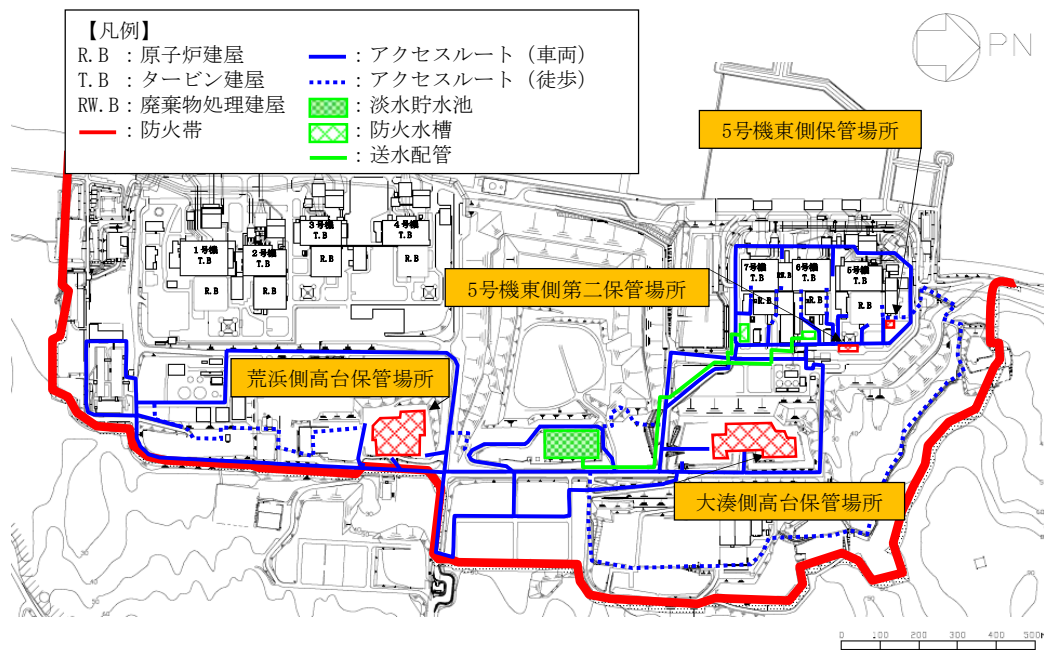 【凡例】
R.B ：原子炉建屋
T.B ：タービン建屋
RW.B ：廃棄物処理建屋
：防火帯
：アクセスルート（車両）
：アクセスルート（徒歩）
：淡水貯水池
：防火水槽
：送水配管
PN
5号機東側保管場所
1号機
T.B
R.B
2号機
T.B
R.B
3号機
T.B
R.B
4号機
T.B
R.B
7号機
T.B
R.B
6号機
T.B
R.B
5号機
T.B
R.B
5号機東側第二保管場所
荒浜側高台保管場所
大湊側高台保管場所
0 100 200 300 400 500m